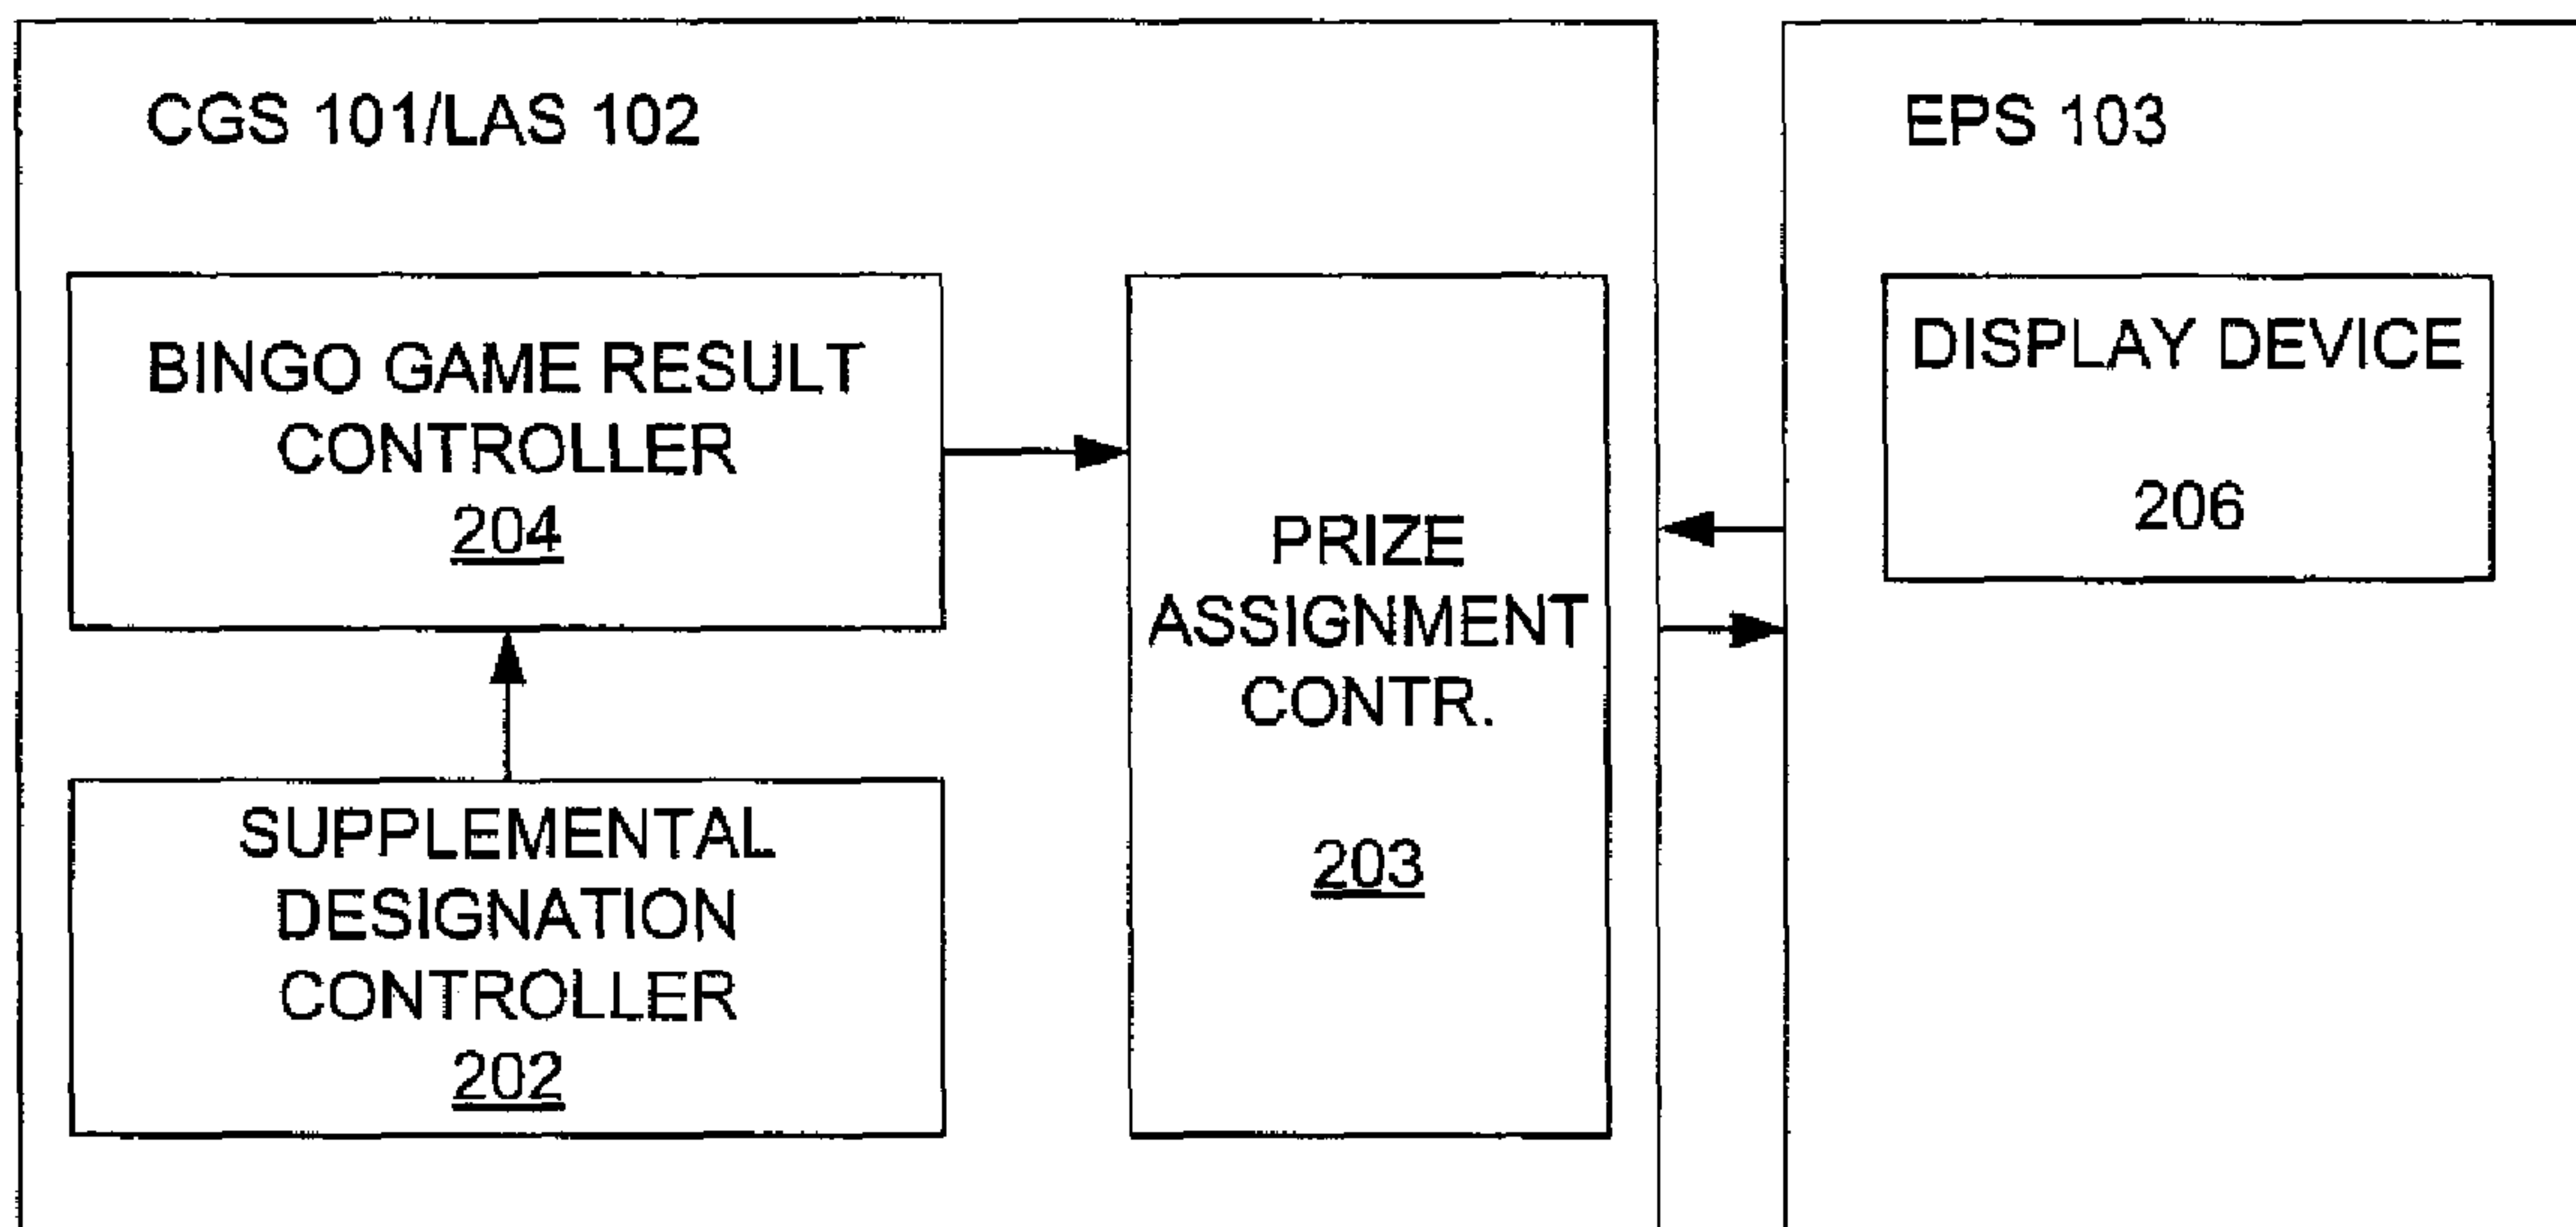 CGS 101/LAS 102
BINGO GAME RESULT
CONTROLLER
204
SUPPLEMENTAL
DESIGNATION
CONTROLLER
202
PRIZE
ASSIGNMENT
CONTR.
203
EPS 103
DISPLAY DEVICE
206